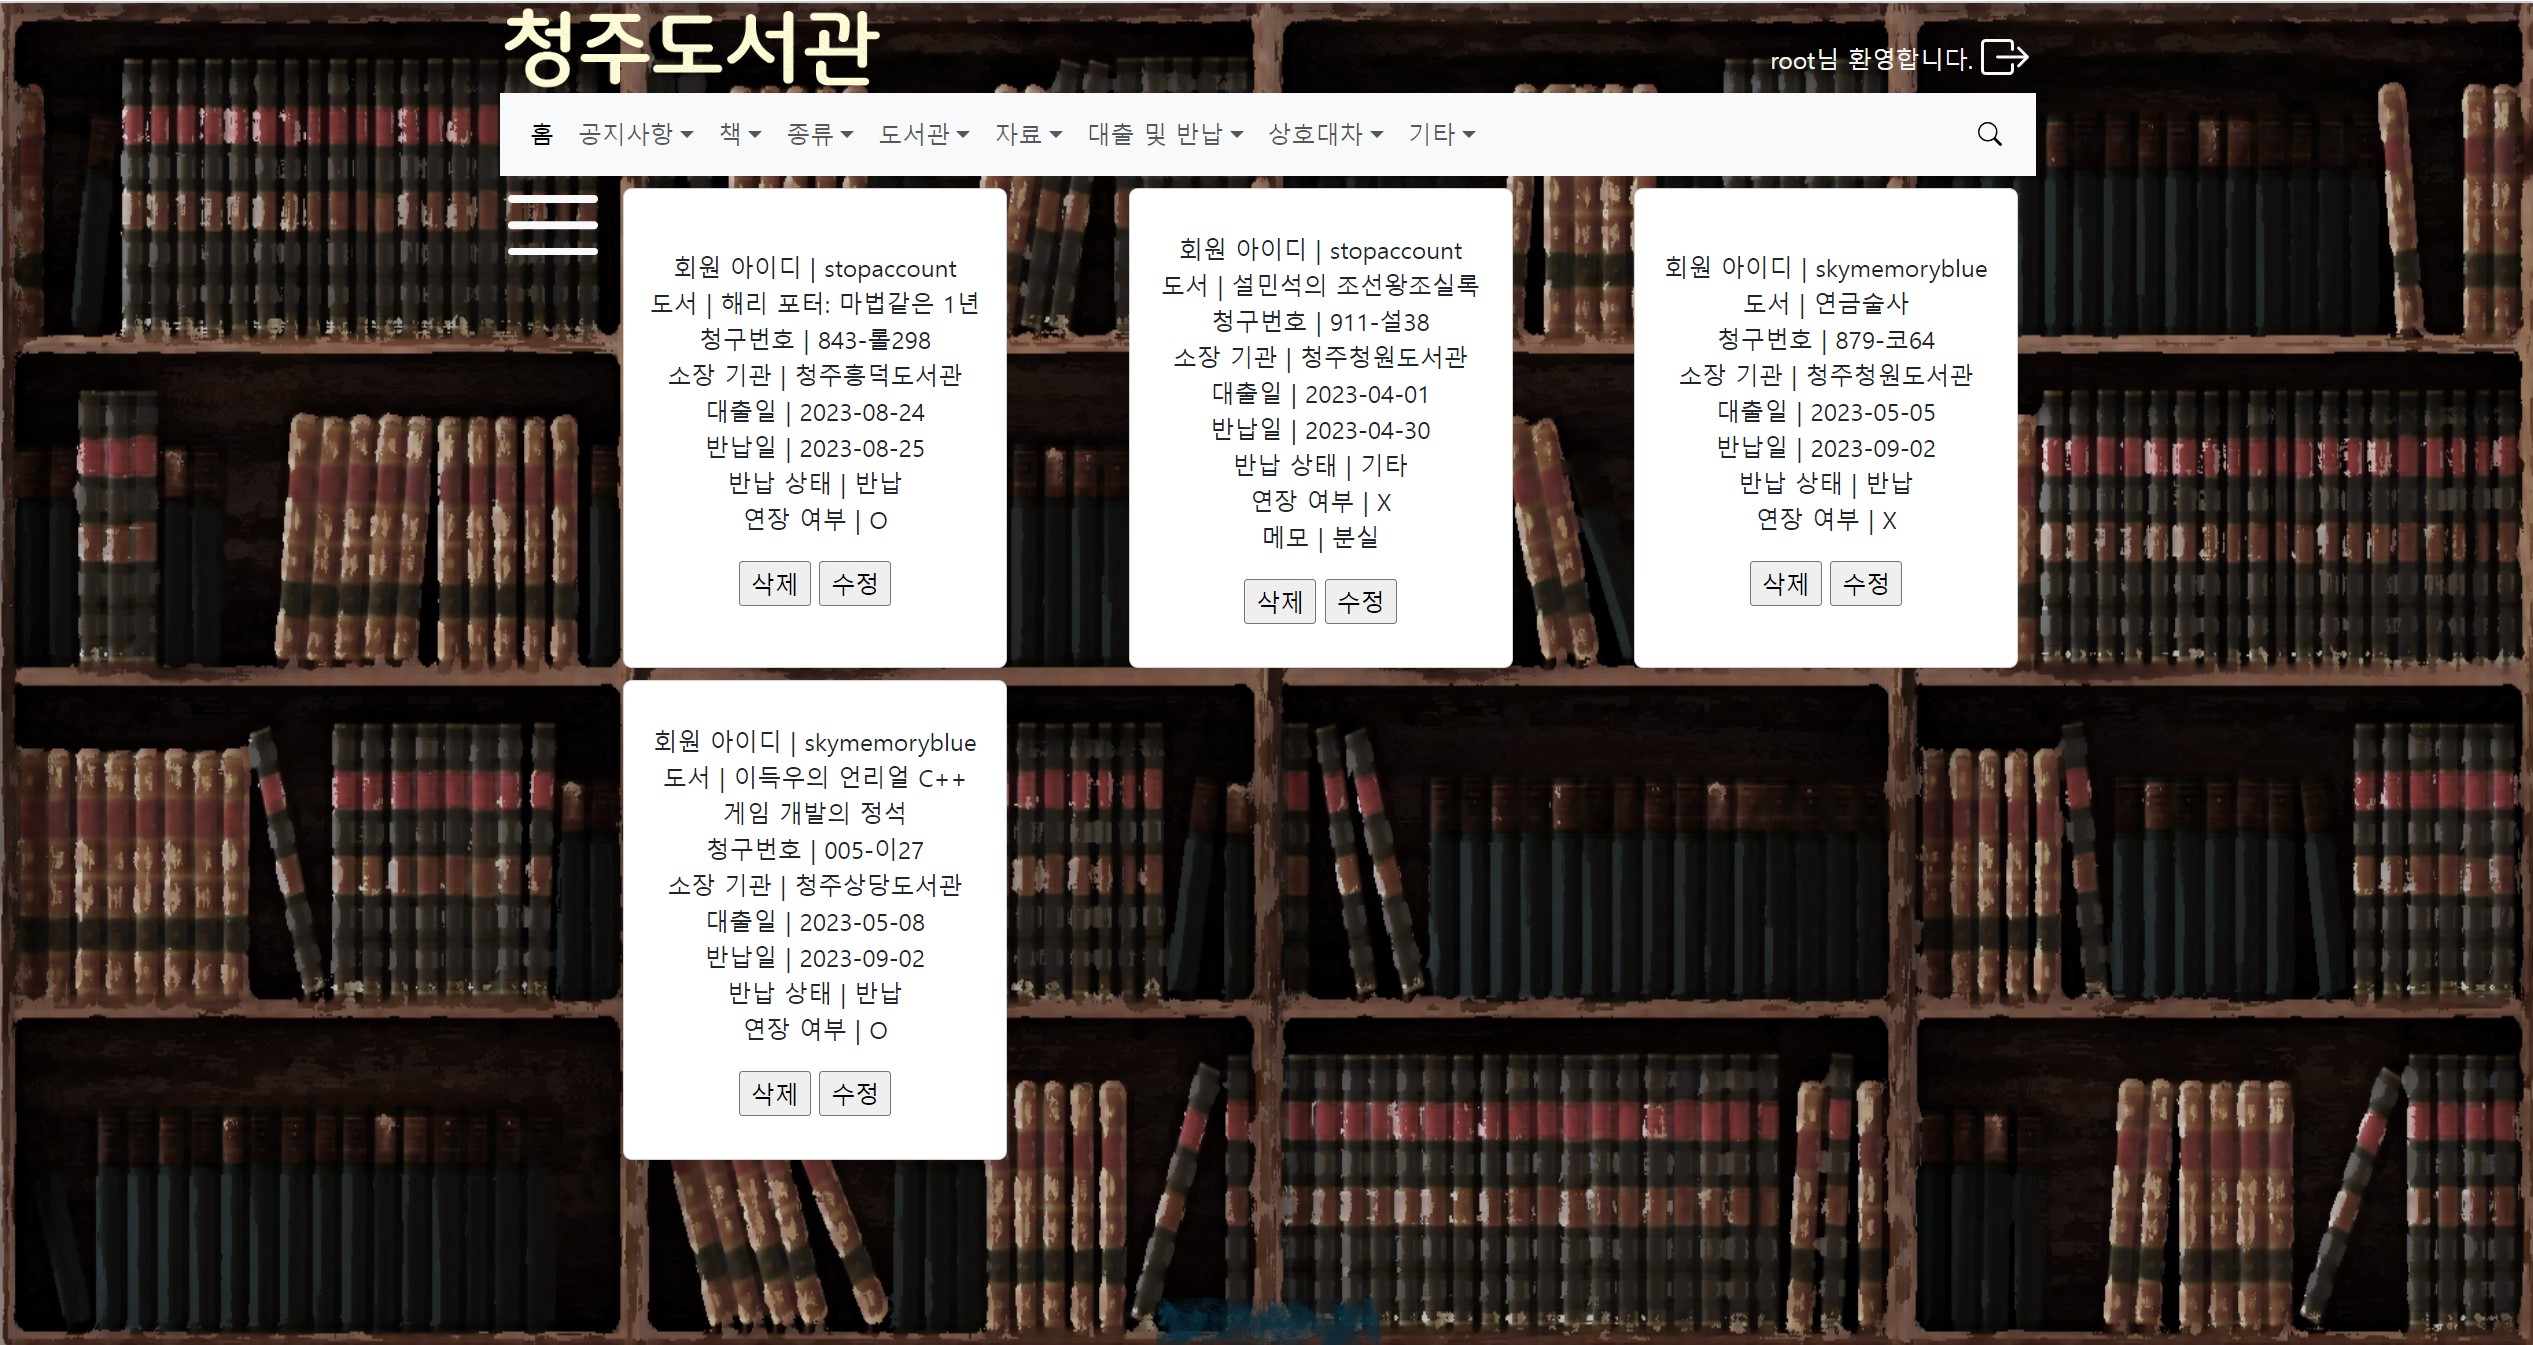 청주도서관
root님 환영합니다.
홈 공지사항 책 종류 도서관 자료 대출 및 반납 상호대차 기타
회원 아이디 | stopaccount
도서 | 해리 포터: 마법같은 1년
청구번호 | 843-롤298
소장 기관 | 청주흥덕도서관
대출일 | 2023-08-24
반납일 | 2023-08-25
반납 상태 | 반납
연장 여부 | O
삭제 수정
회원 아이디 | stopaccount
도서 | 설민석의 조선왕조실록
청구번호 | 911-설38
소장 기관 | 청주청원도서관
대출일 | 2023-04-01
반납일 | 2023-04-30
반납 상태 | 기타
연장 여부 | X
메모 | 분실
삭제 수정
회원 아이디 | skymemoryblue
도서 | 연금술사
청구번호 | 879-코64
소장 기관 | 청주청원도서관
대출일 | 2023-05-05
반납일 | 2023-09-02
반납 상태 | 반납
연장 여부 | X
삭제 수정
회원 아이디 | skymemoryblue
도서 | 이득우의 언리얼 C++
게임 개발의 정석
청구번호 | 005-이27
소장 기관 | 청주상당도서관
대출일 | 2023-05-08
반납일 | 2023-09-02
반납 상태 | 반납
연장 여부 | O
삭제 수정